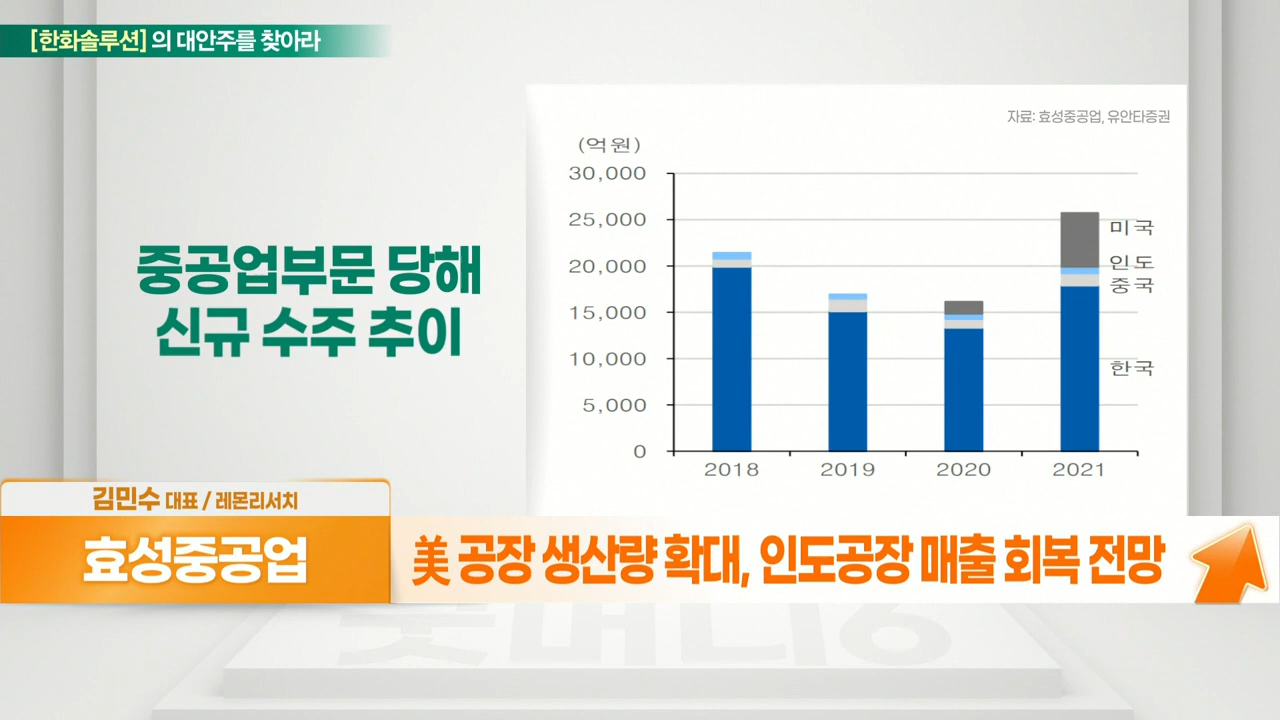 [한화솔루션]의 대안주를 찾아라
자료: 효성중공업, 유안타증권
중공업부문 당해
신규 수주 추이
(억원)
30,000
25,000
20,000
15,000
10,000
5,000
0
미국
인도
중국
한국
2018 2019 2020 2021
김민수 대표 / 레몬리서치
효성중공업
美 공장 생산량 확대, 인도공장 매출 회복 전망
머니